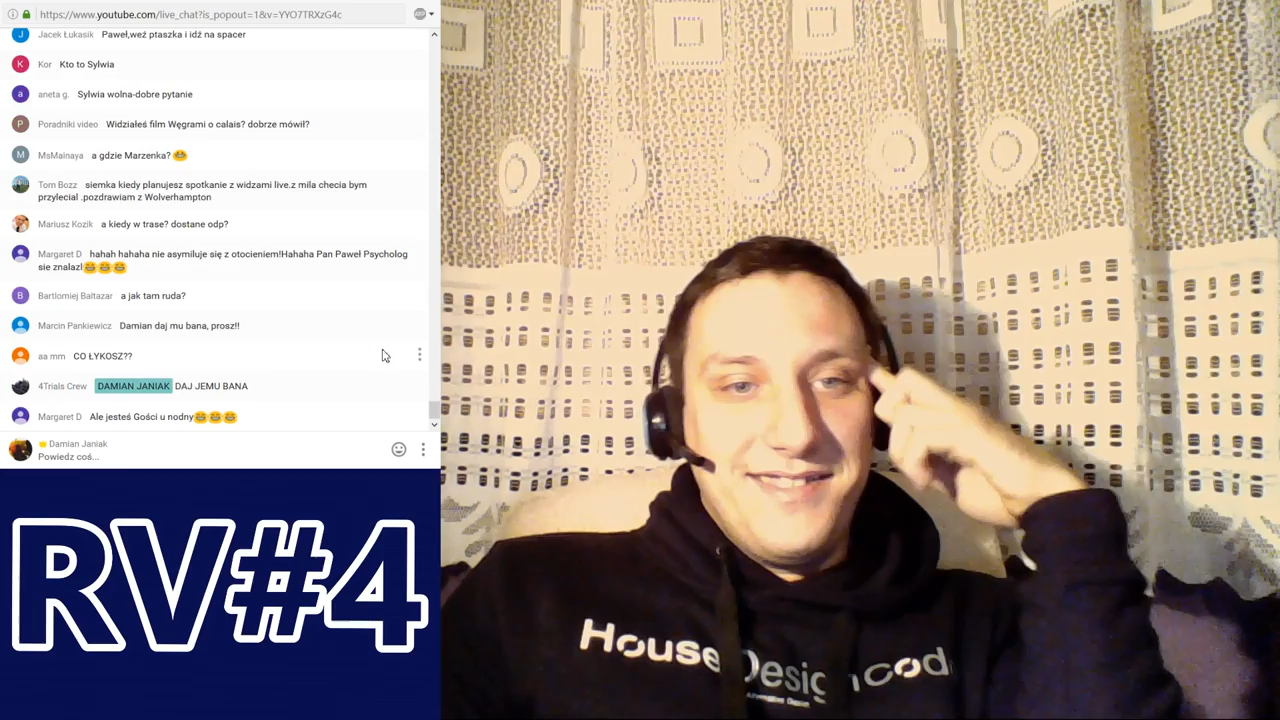 https://www.youtube.com/live_chat?is_popout=1&v=YYO7TRXzG4c
J Jacek Łukasik Paweł,weź ptaszka i idź na spacer
K Kor Kto to Sylwia
a aneta g. Sylwia wolna-dobre pytanie
P Poradniki video Widziałeś film Węgrami o calais? dobrze mówił?
M MsMainaya a gdzie Marzenka?
Tom Bozz siemka kiedy planujesz spotkanie z widzami live.z mila checia bym
przylecial .pozdrawiam z Wolverhampton
Mariusz Kozik a kiedy w trase? dostane odp?
Margaret D hahah hahaha nie asymiluje się z otocieniem!Hahaha Pan Paweł Psycholog
sie znalazl
B Bartlomiej Baltazar a jak tam ruda?
Marcin Pankiewicz Damian daj mu bana, prosz!!
aa mm CO ŁYKOSZ??
4Trials Crew DAMIAN JANIAK DAJ JEMU BANA
Margaret D Ale jesteś Gości u nodny
Damian Janiak
Powiedz coś...
RV#4
House
Desig cod